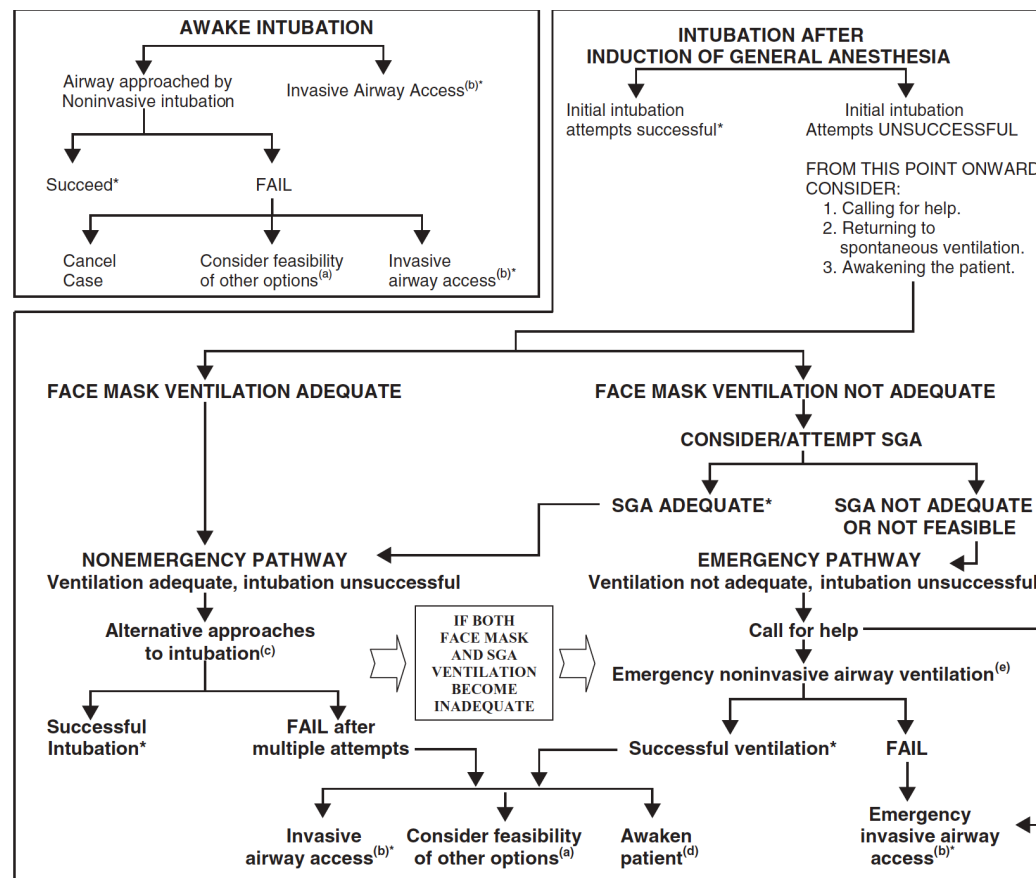 AWAKE INTUBATION
Airway approached by
Noninvasive intubation
Invasive Airway Access(b)*
Succeed*
FAIL
Cancel
Case
Consider feasibility
of other options(a)
Invasive
airway access(b)*
INTUBATION AFTER
INDUCTION OF GENERAL ANESTHESIA
Initial intubation
attempts successful*
Initial intubation
Attempts UNSUCCESSFUL
FROM THIS POINT ONWARD
CONSIDER:
1. Calling for help.
2. Returning to
spontaneous ventilation.
3. Awakening the patient.
FACE MASK VENTILATION ADEQUATE
FACE MASK VENTILATION NOT ADEQUATE
CONSIDER/ATTEMPT SGA
SGA ADEQUATE*
SGA NOT ADEQUATE
OR NOT FEASIBLE
NONEMERGENCY PATHWAY
Ventilation adequate, intubation unsuccessful
EMERGENCY PATHWAY
Ventilation not adequate, intubation unsuccessful
Alternative approaches
to intubation(c)
IF BOTH
FACE MASK
AND SGA
VENTILATION
BECOME
INADEQUATE
Call for help
Emergency noninvasive airway ventilation(e)
Successful
Intubation*
FAIL after
multiple attempts
Successful ventilation*
FAIL
Invasive
airway access(b)*
Consider feasibility
of other options(a)
Awaken
patient(d)
Emergency
invasive airway
access(b)*